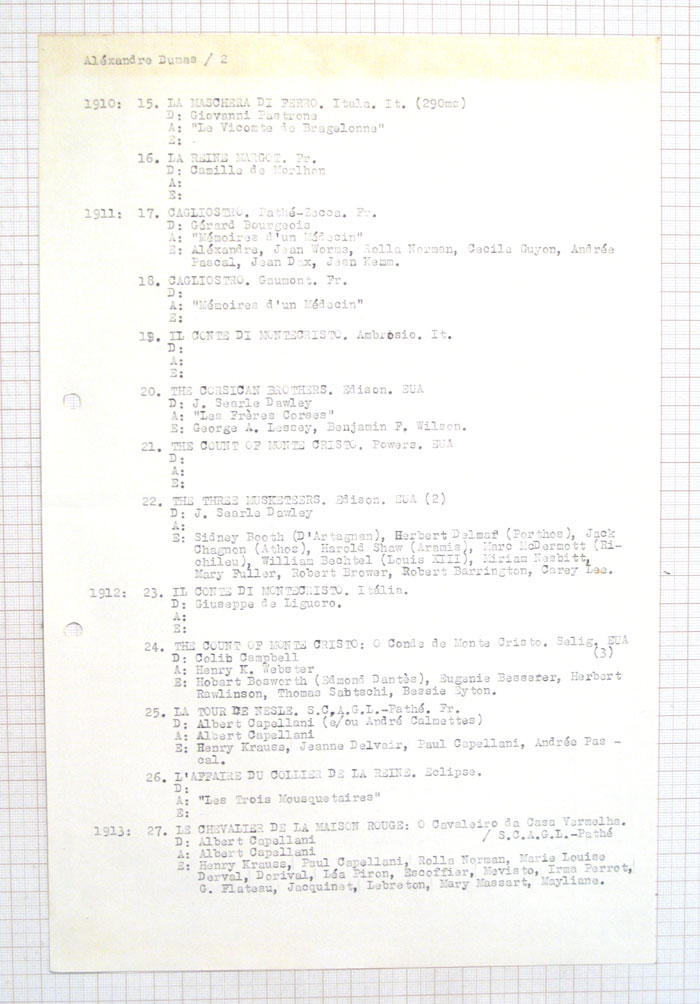 Aléxandre Dumas / 2
1910: 15. LA MASCHERA DI FERRO. Itala. It. (290ms)
D: Giovanni Pastrone
A: "Le Vicomte de Bragelonne"
E:
16. LA REINE MARGOT. Fr.
D: Camille de Morlhon
A:
E:
1911: 17. CAGLIOSTRO. Pathé-Zecca. Fr.
D: Gérard Bourgeois
A: "Mémoires d'un Médecin"
E: Aléxandre, Jean Worms, Rolla Norman, Cecile Guyon, Andrée
Pascal, Jean Dax, Jean Kemm.
18. CAGLIOSTRO. Gaumont. Fr.
D:
A: "Mémoires d'un Médecin"
E:
19. IL CONTE DI MONTECRISTO. Ambrosio. It.
D:
A:
E:
20. THE CORSICAN BROTHERS. Edison. EUA
D: J. Searle Dawley
A: "Les Frères Corses"
E: George A. Lessey, Benjamin F. Wilson.
21. THE COUNT OF MONTE CRISTO. Powers. EUA
D:
A:
E:
22. THE THREE MUSKETEERS. Edison. EUA (2)
D: J. Searle Dawley
A:
E: Sidney Booth (D'Artagnan), Herbert Delmar (Porthos), Jack
Chagnon (Athos), Harold Shaw (Aramis), Marc McDermott (Ri-
chileu), William Bechtel (Louis XIII), Miriam Nesbitt,
Mary Fuller, Robert Brower, Robert Barrington, Carey Lee.
1912: 23. IL CONTE DI MONTECRISTO. Itália.
D: Giuseppe de Liguoro.
A:
E:
24. THE COUNT OF MONTE CRISTO: O Conde de Monte Cristo. Selig. EUA
(3)
D: Colib Campbell
A: Henry K. Webster
E: Hobart Bosworth (Edmond Dantès), Eugenie Besserer, Herbert
Rawlinson, Thomas Sabtschi, Bessie Eyton.
25. LA TOUR DE NESLE. S.C.A.G.L.-Pathé. Fr.
D: Albert Capellani (e/ou André Calmettes)
A: Albert Capellani
E: Henry Krauss, Jeanne Delvair, Paul Capellani, Andrée Pas -
cal.
26. L'AFFAIRE DU COLLIER DE LA REINE. Eclipse.
D:
A: "Les Trois Mousquetaires"
E:
1913: 27. LE CHEVALIER DE LA MAISON ROUGE: O Cavaleiro da Casa Vermelha.
/ S.C.A.G.L.-Pathé
D: Albert Capellani
A: Albert Capellani
E: Henry Krauss, Paul Capellani, Rolla Norman, Marie Louise
Derval, Dorival, Léa Piron, Escoffier, Mevisto, Irma Perrot,
G. Flateau, Jacquinet, Lebreton, Mary Massart, Mayliane.